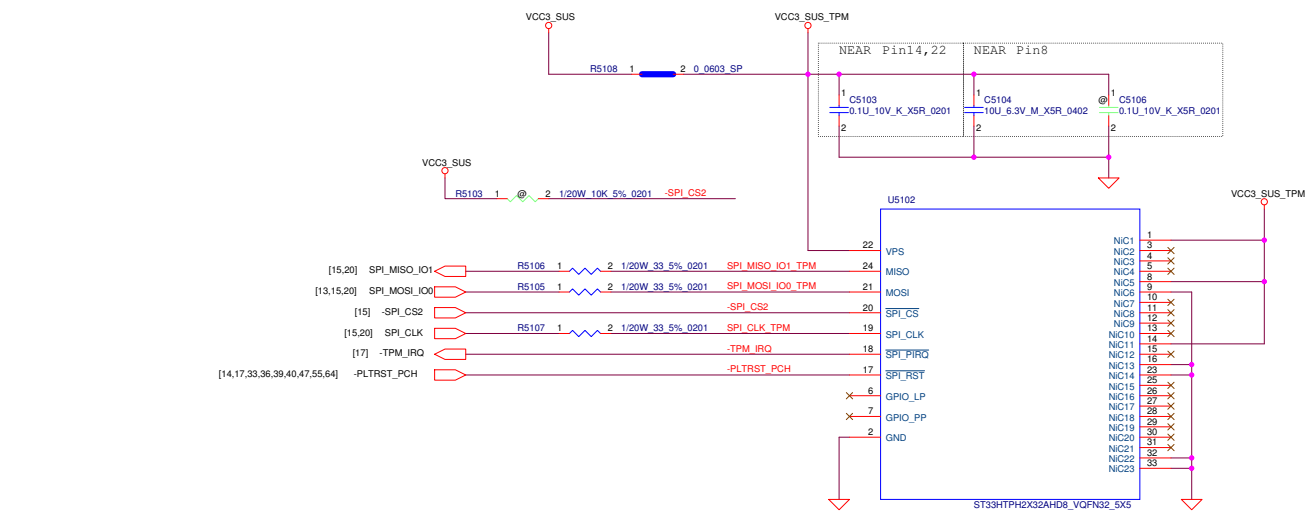 VCC3_SUS
VCC3_SUS_TPM
NEAR Pin14,22
NEAR Pin8
R5108 1 2 0_0603_SP
1
C5103
0.1U_10V_K_X5R_0201
2
1
C5104
10U_6.3V_M_X5R_0402
2
@
1
C5106
0.1U_10V_K_X5R_0201
2
VCC3_SUS
R5103 1 @ 2 1/20W_10K_5%_0201 -SPI_CS2
VCC3_SUS_TPM
U5102
22 VPS
[15,20] SPI_MISO_IO1 R5106 1 2 1/20W_33_5%_0201 SPI_MISO_IO1_TPM 24 MISO
[13,15,20] SPI_MOSI_IO0 R5105 1 2 1/20W_33_5%_0201 SPI_MOSI_IO0_TPM 21 MOSI
[15] -SPI_CS2 -SPI_CS2 20 SPI_CS
[15,20] SPI_CLK R5107 1 2 1/20W_33_5%_0201 SPI_CLK_TPM 19 SPI_CLK
[17] -TPM_IRQ -TPM_IRQ 18 SPI_PIRQ
[14,17,33,36,39,40,47,55,64] -PLTRST_PCH -PLTRST_PCH 17 SPI_RST
6 GPIO_LP
7 GPIO_PP
2 GND
NiC1 1
NiC2 3
NiC3 4
NiC4 5
NiC5 8
NiC6 9
NiC7 10
NiC8 11
NiC9 12
NiC10 13
NiC11 14
NiC12 15
NiC13 16
NiC14 23
NiC15 25
NiC16 26
NiC17 27
NiC18 28
NiC19 29
NiC20 30
NiC21 31
NiC22 32
NiC23 33
ST33HTPH2X32AHD8_VQFN32_5X5